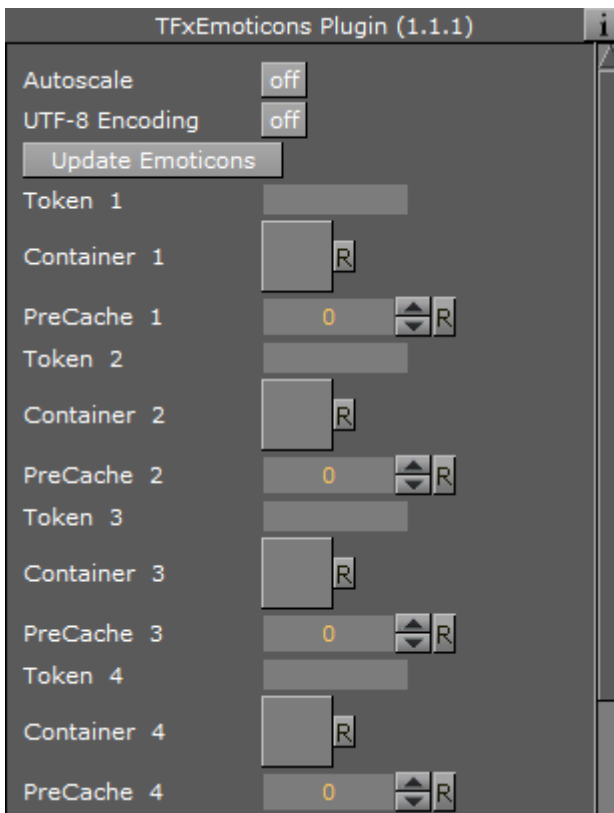 TFxEmoticons Plugin (1.1.1) i
Autoscale off
UTF-8 Encoding off
Update Emoticons
Token 1
Container 1 R
PreCache 1 0 R
Token 2
Container 2 R
PreCache 2 0 R
Token 3
Container 3 R
PreCache 3 0 R
Token 4
Container 4 R
PreCache 4 0 R